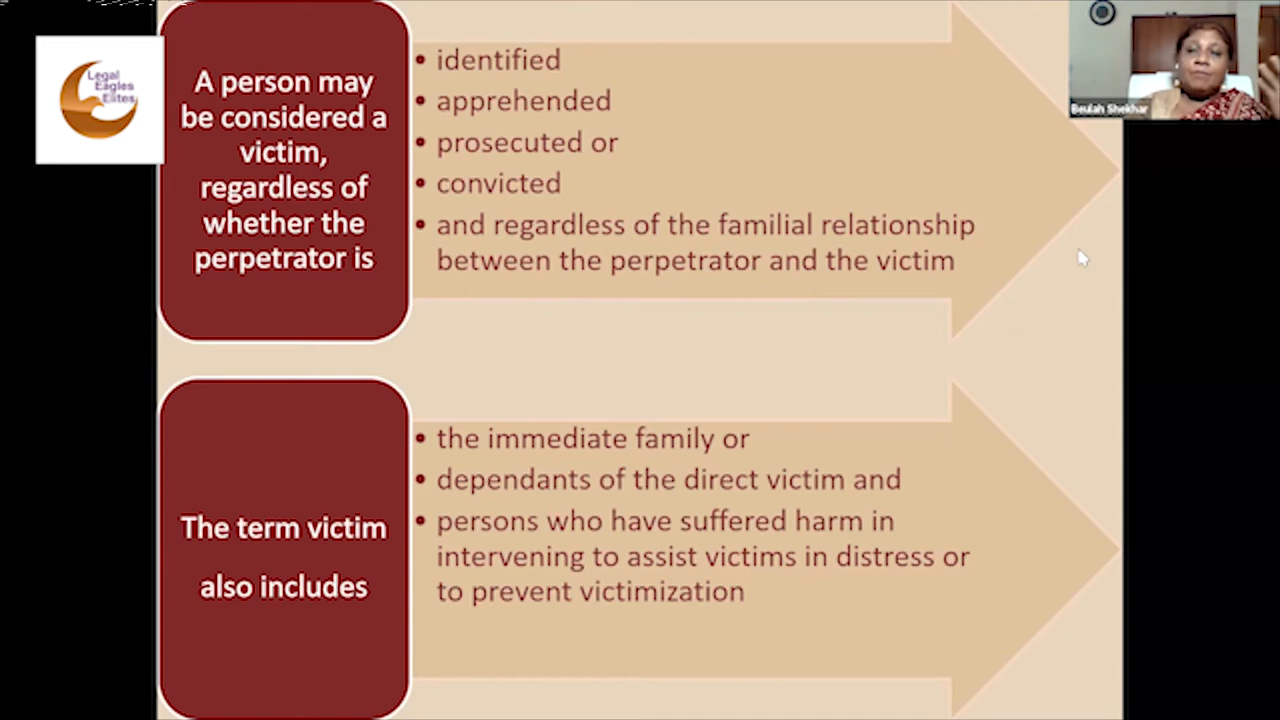 Legal
Eagles
Elites
A person may
be considered a
victim,
regardless of
whether the
perpetrator is
• identified
• apprehended
• prosecuted or
• convicted
• and regardless of the familial relationship
between the perpetrator and the victim
Beulah Shekhar
The term victim
also includes
• the immediate family or
• dependants of the direct victim and
• persons who have suffered harm in
intervening to assist victims in distress or
to prevent victimization